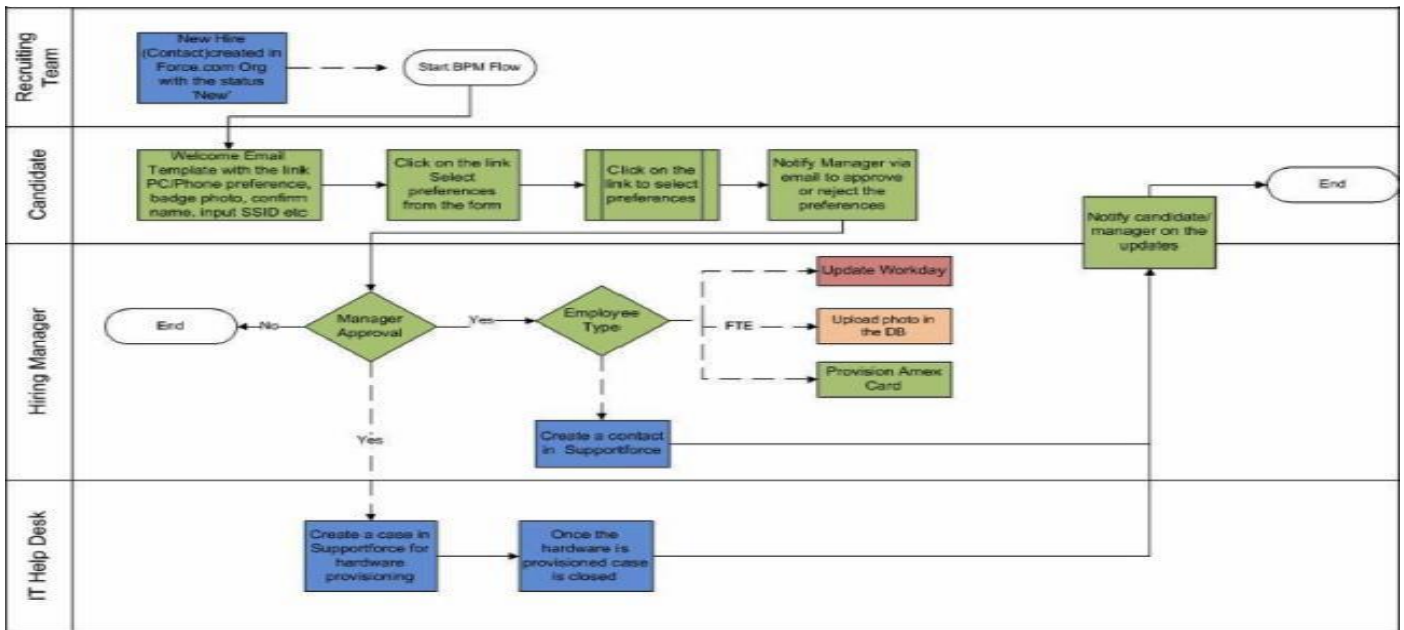 Recruiting
Team
New Hire
(Contact)created in
Force.com Org
with the status
'New'
Start BPM Flow
Candidate
Welcome Email
Template with the link
PC/Phone preference,
badge photo, confirm
name, input SSID etc
Click on the link
Select
preferences
from the form
Click on the
link to select
preferences
Notify Manager via
email to approve
or reject the
preferences
End
Notify candidate/
manager on the
updates
Hiring Manager
End
No
Manager
Approval
Yes
Employee
Type
FTE
Update Workday
Upload photo in
the DB
Provision Amex
Card
Yes
Create a contact
in Supportforce
IT Help Desk
Create a case in
Supportforce for
hardware
provisioning
Once the
hardware is
provisioned case
is closed